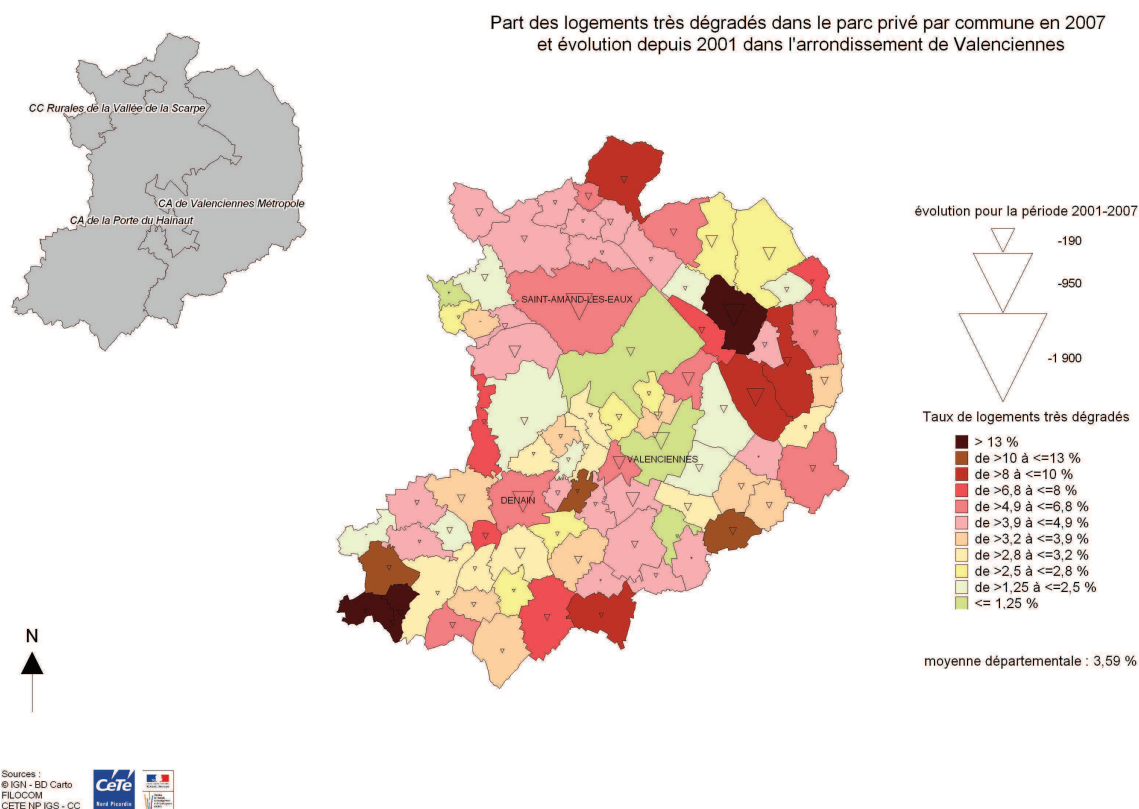 Part des logements très dégradés dans le parc privé par commune en 2007
et évolution depuis 2001 dans l'arrondissement de Valenciennes
CC Rurales de la Vallée de la Scarpe
CA de Valenciennes Métropole
CA de la Porte du Hainaut
SAINT-AMAND-LES-EAUX
VALENCIENNES
DENAIN
évolution pour la période 2001-2007
-190
-950
-1 900
Taux de logements très dégradés
> 13 %
de >10 à <=13 %
de >8 à <=10 %
de >6,8 à <=8 %
de >4,9 à <=6,8 %
de >3,9 à <=4,9 %
de >3,2 à <=3,9 %
de >2,8 à <=3,2 %
de >2,5 à <=2,8 %
de >1,25 à <=2,5 %
<= 1,25 %
moyenne départementale : 3,59 %
N
Sources :
© IGN - BD Carto
FILOCOM
CETE NP IGS - CC
CeTe
Nord Picardie